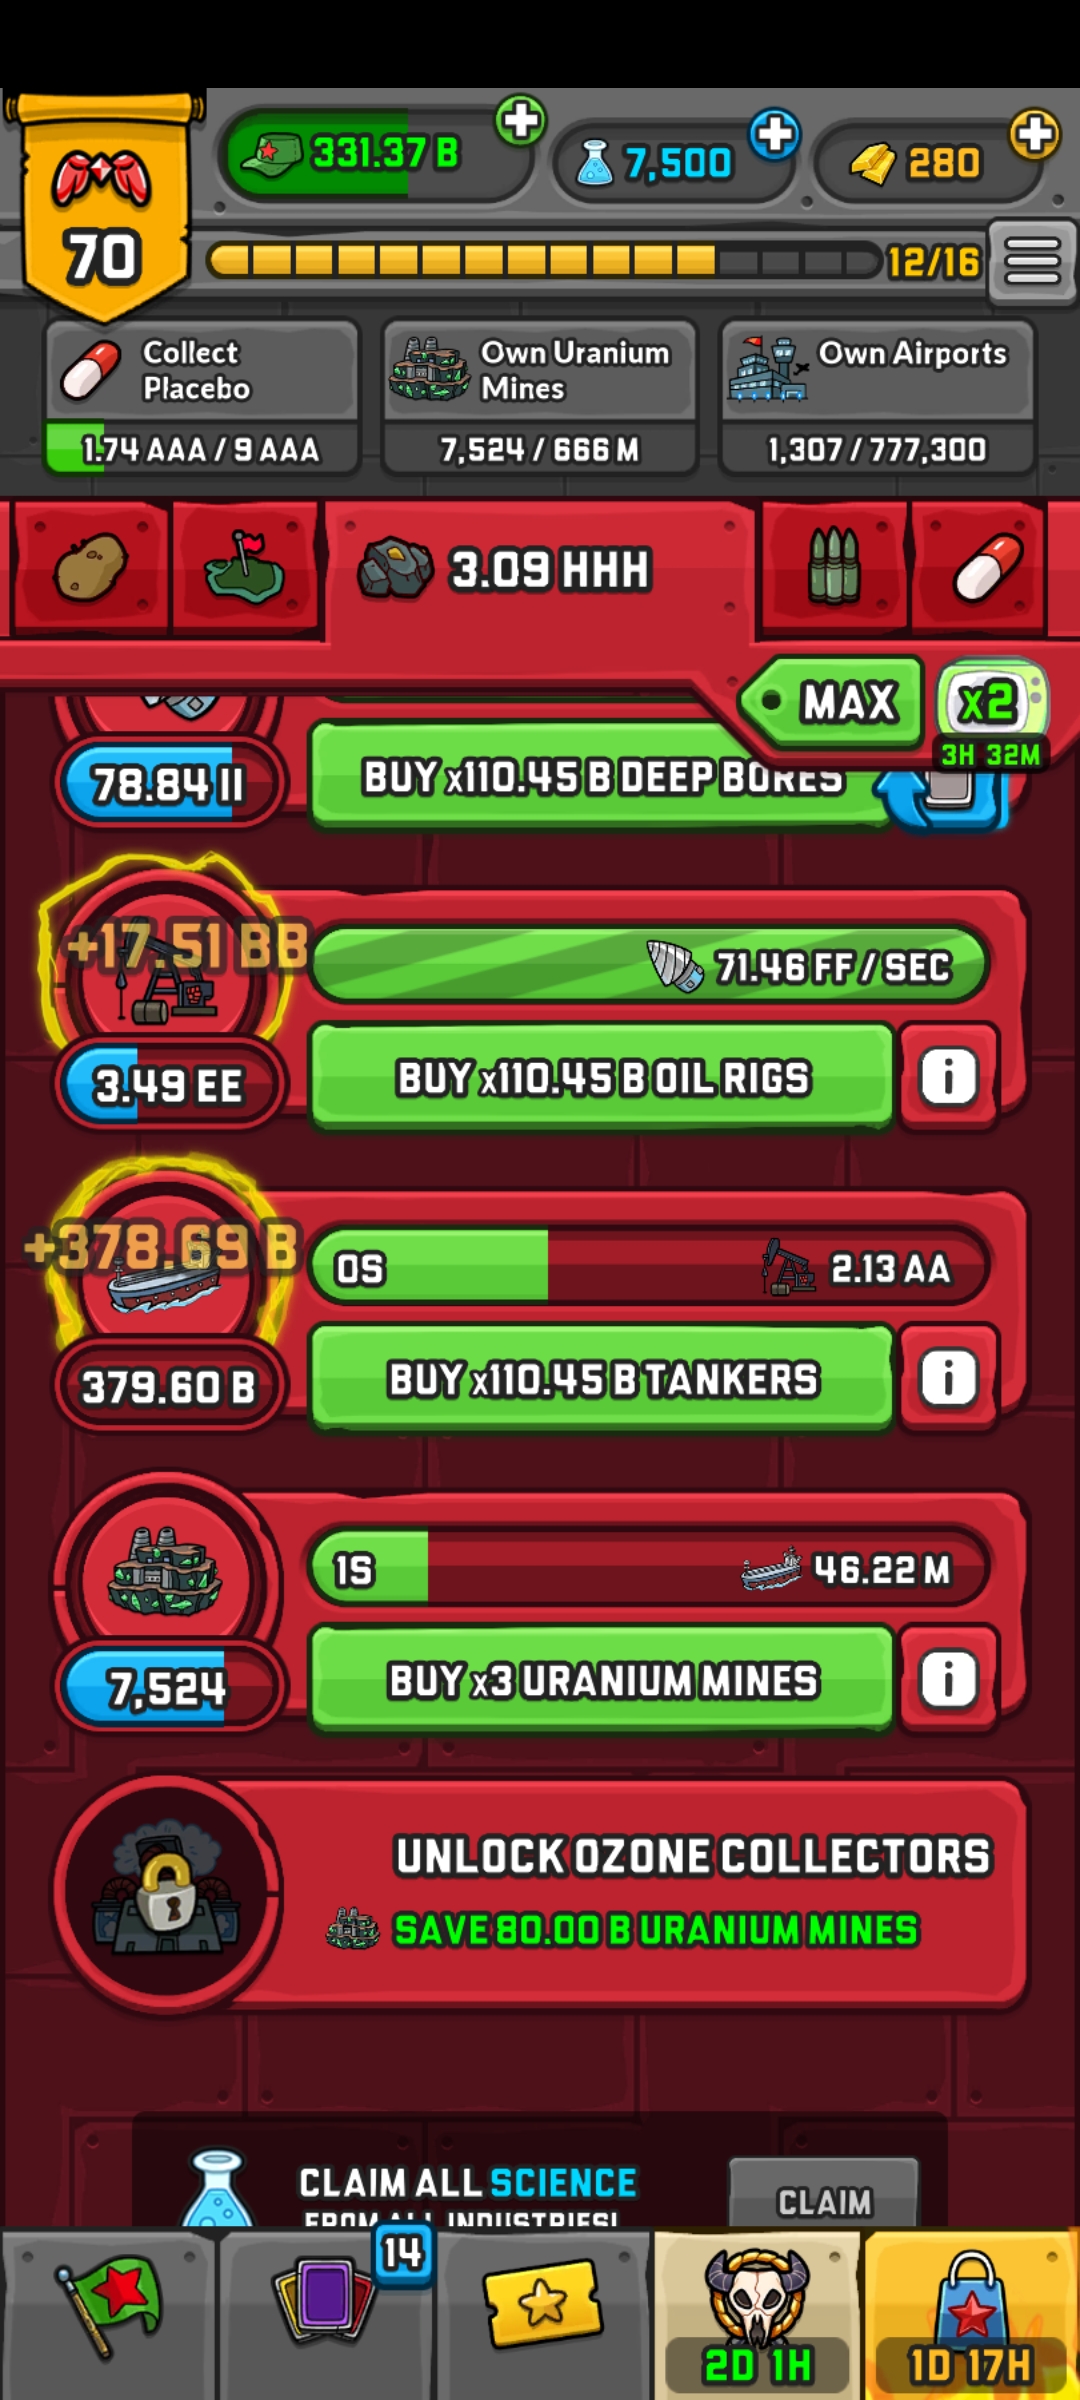 331.37 B
7,500
280
70
12/16
Collect
Placebo
1.74 AAA / 9 AAA
Own Uranium
Mines
7,524 / 666 M
Own Airports
1,307 / 777,300
3.09 HHH
MAX
x2
3H 32M
78.84 II
BUY x110.45 B DEEP BORES
+17.51 BB
71.46 FF / SEC
3.49 EE
BUY x110.45 B OIL RIGS
i
+378.69 B
0S
2.13 AA
379.60 B
BUY x110.45 B TANKERS
i
1S
46.22 M
7,524
BUY x3 URANIUM MINES
i
UNLOCK OZONE COLLECTORS
SAVE 80.00 B URANIUM MINES
CLAIM ALL SCIENCE
FROM ALL INDUSTRIES!
CLAIM
14
2D 1H
1D 17H